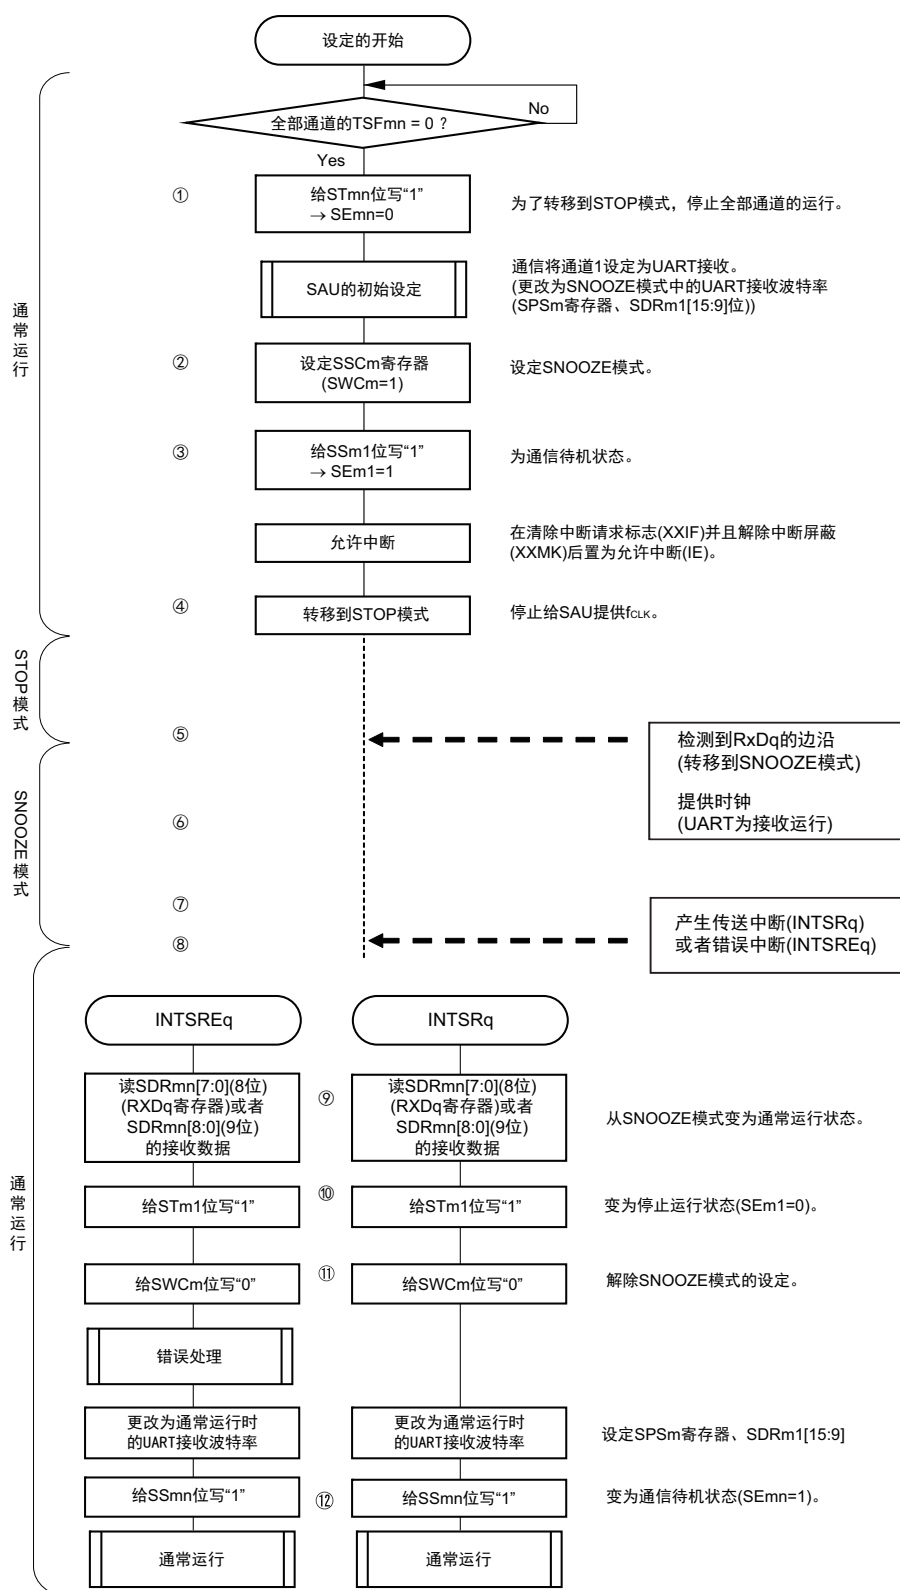 设定的开始
No
全部通道的TSFmn = 0 ?
Yes
①
给STmn位写“1”
→ SEmn=0
为了转移到STOP模式，停止全部通道的运行。
SAU的初始设定
通信将通道1设定为UART接收。
(更改为SNOOZE模式中的UART接收波特率
(SPSm寄存器、SDRm1[15:9]位))
通常运行
②
设定SSCm寄存器
(SWCm=1)
设定SNOOZE模式。
③
给SSm1位写“1”
→ SEm1=1
为通信待机状态。
允许中断
在清除中断请求标志(XXIF)并且解除中断屏蔽
(XXMK)后置为允许中断(IE)。
④
转移到STOP模式
停止给SAU提供fCLK。
STOP模式
⑤
检测到RxDq的边沿
(转移到SNOOZE模式)
提供时钟
(UART为接收运行)
SNOOZE模式
⑥
⑦
⑧
产生传送中断(INTSRq)
或者错误中断(INTSREq)
INTSREq
INTSRq
读SDRmn[7:0](8位)
(RXDq寄存器)或者
SDRmn[8:0](9位)
的接收数据
⑨
读SDRmn[7:0](8位)
(RXDq寄存器)或者
SDRmn[8:0](9位)
的接收数据
从SNOOZE模式变为通常运行状态。
通常运行
给STm1位写“1”
⑩
给STm1位写“1”
变为停止运行状态(SEm1=0)。
给SWCm位写“0”
⑪
给SWCm位写“0”
解除SNOOZE模式的设定。
错误处理
更改为通常运行时
的UART接收波特率
更改为通常运行时
的UART接收波特率
设定SPSm寄存器、SDRm1[15:9]
给SSmn位写“1”
⑫
给SSmn位写“1”
变为通信待机状态(SEmn=1)。
通常运行
通常运行